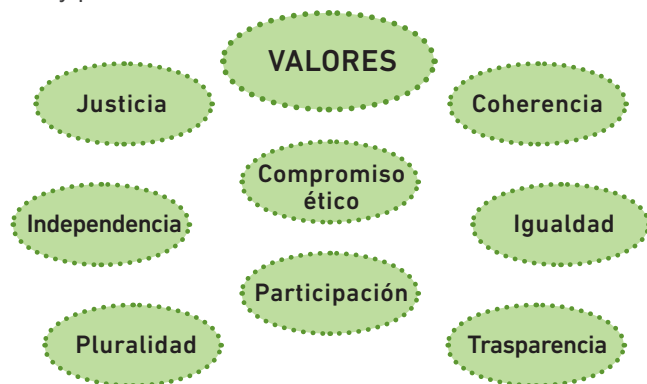 VALORES
Justicia
Coherencia
Compromiso
ético
Independencia
Igualdad
Participación
Pluralidad
Trasparencia